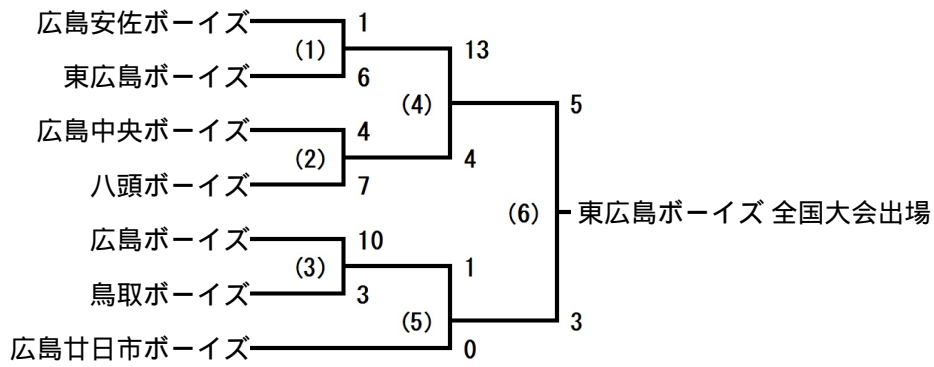 広島安佐ボーイズ 1
(1) 13
東広島ボーイズ 6
(4) 5
広島中央ボーイズ 4
(2) 4
八頭ボーイズ 7
(6) 東広島ボーイズ 全国大会出場
広島ボーイズ 10
(3) 1
鳥取ボーイズ 3
(5) 3
広島廿日市ボーイズ 0